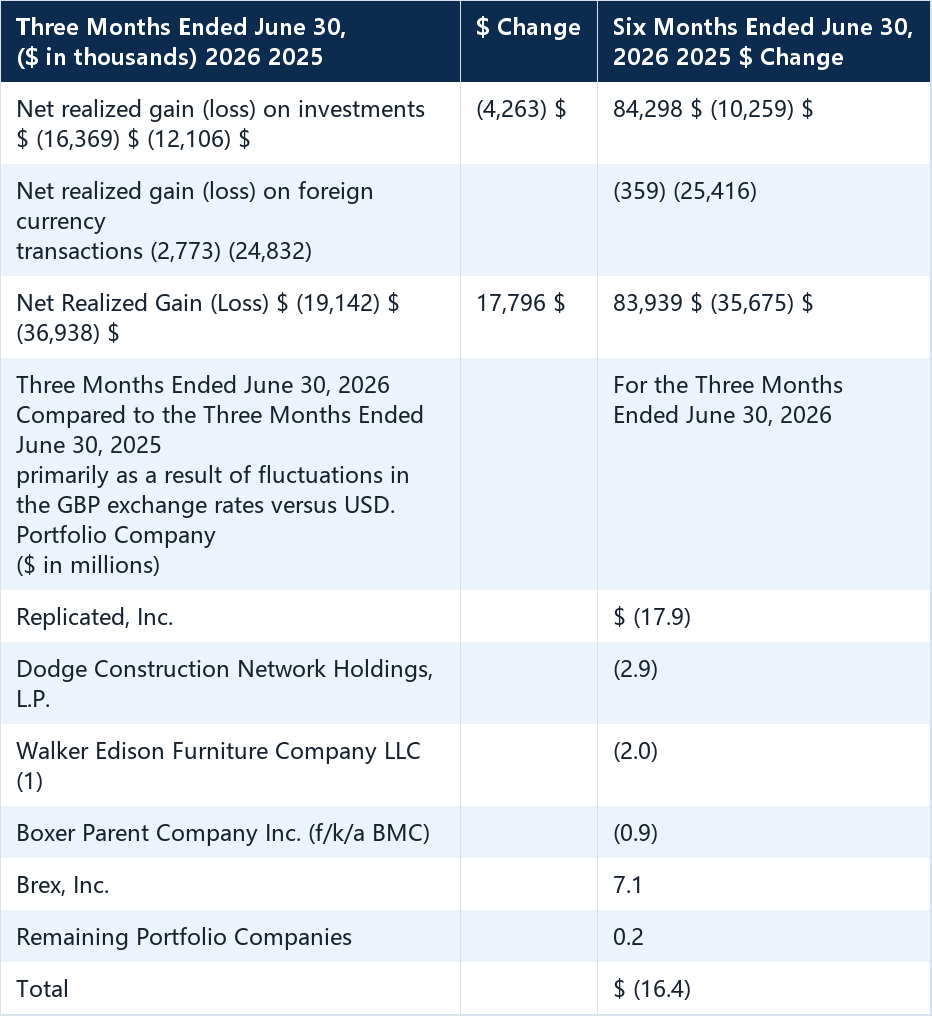 Three Months Ended June 30,
($ in thousands) 2026 2025
$ Change
Six Months Ended June 30,
2026 2025 $ Change
Net realized gain (loss) on investments
$ (16,369) $ (12,106) $
(4,263) $
84,298 $ (10,259) $
Net realized gain (loss) on foreign
currency
transactions (2,773) (24,832)
(359) (25,416)
Net Realized Gain (Loss) $ (19,142) $
(36,938) $
17,796 $
83,939 $ (35,675) $
Three Months Ended June 30, 2026
Compared to the Three Months Ended
June 30, 2025
primarily as a result of fluctuations in
the GBP exchange rates versus USD.
Portfolio Company
($ in millions)
For the Three Months
Ended June 30, 2026
Replicated, Inc.
$ (17.9)
Dodge Construction Network Holdings,
L.P.
(2.9)
Walker Edison Furniture Company LLC
(1)
(2.0)
Boxer Parent Company Inc. (f/k/a BMC)
(0.9)
Brex, Inc.
7.1
Remaining Portfolio Companies
0.2
Total
$ (16.4)